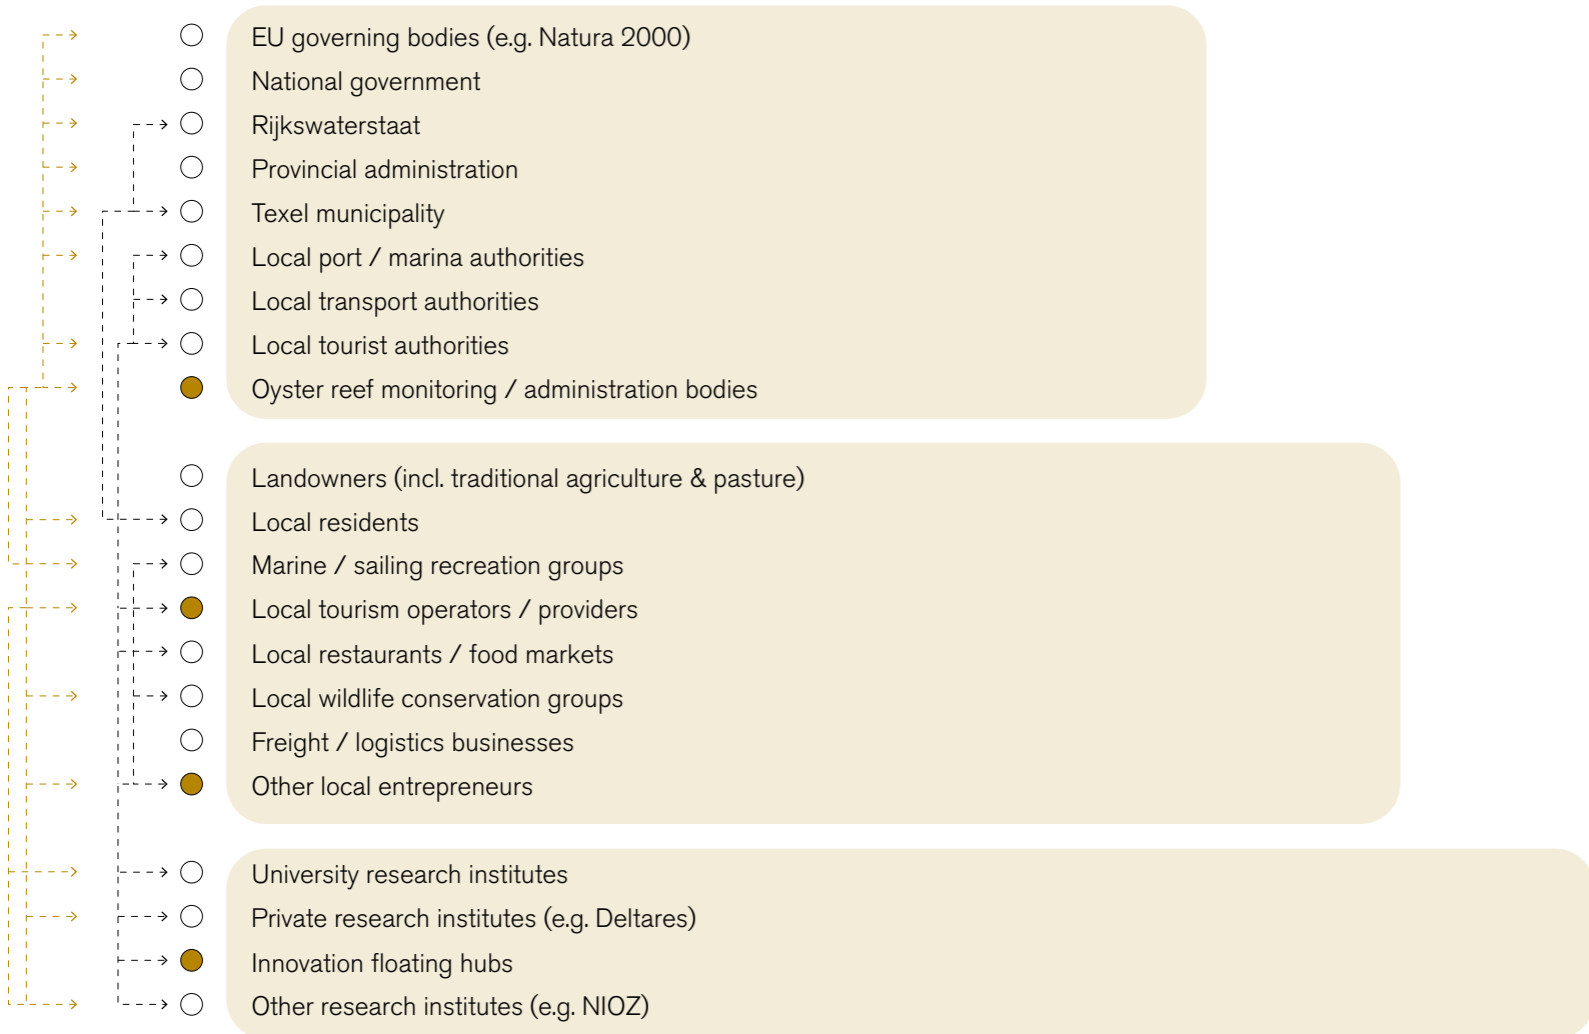 EU governing bodies (e.g. Natura 2000)
National government
Rijkswaterstaat
Provincial administration
Texel municipality
Local port / marina authorities
Local transport authorities
Local tourist authorities
Oyster reef monitoring / administration bodies
Landowners (incl. traditional agriculture & pasture)
Local residents
Marine / sailing recreation groups
Local tourism operators / providers
Local restaurants / food markets
Local wildlife conservation groups
Freight / logistics businesses
Other local entrepreneurs
University research institutes
Private research institutes (e.g. Deltares)
Innovation floating hubs
Other research institutes (e.g. NIOZ)